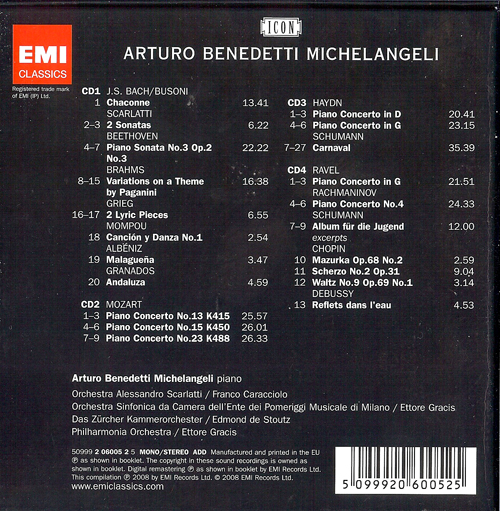 ICON
EMI
CLASSICS
Registered trade mark
of EMI (IP) Ltd.
ARTURO BENEDETTI MICHELANGELI
CD1 J.S. BACH/BUSONI
1 Chaconne 13.41
SCARLATTI
2–3 2 Sonatas 6.22
BEETHOVEN
4–7 Piano Sonata No.3 Op.2 22.22
No.3
BRAHMS
8–15 Variations on a Theme 16.38
by Paganini
GRIEG
16–17 2 Lyric Pieces 6.55
MOMPOU
18 Canción y Danza No.1 2.54
ALBÉNIZ
19 Malagueña 3.47
GRANADOS
20 Andaluza 4.59
CD2 MOZART
1–3 Piano Concerto No.13 K415 25.57
4–6 Piano Concerto No.15 K450 26.01
7–9 Piano Concerto No.23 K488 26.33
CD3 HAYDN
1–3 Piano Concerto in D 20.41
4–6 Piano Concerto in G 23.15
SCHUMANN
7–27 Carnaval 35.39
CD4 RAVEL
1–3 Piano Concerto in G 21.51
RACHMANINOV
4–6 Piano Concerto No.4 24.33
SCHUMANN
7–9 Album für die Jugend 12.00
excerpts
CHOPIN
10 Mazurka Op.68 No.2 2.59
11 Scherzo No.2 Op.31 9.04
12 Waltz No.9 Op.69 No.1 3.14
DEBUSSY
13 Reflets dans l'eau 4.53
Arturo Benedetti Michelangeli piano
Orchestra Alessandro Scarlatti / Franco Caracciolo
Orchestra Sinfonica da Camera dell'Ente dei Pomeriggi Musicale di Milano / Ettore Gracis
Das Zürcher Kammerorchester / Edmond de Stoutz
Philharmonia Orchestra / Ettore Gracis
50999 2 06005 2 5 MONO/STEREO ADD Manufactured and printed in the EU
℗ as shown in booklet. The copyright in these sound recordings is owned as
shown in booklet. Digital remastering ℗ as shown in booklet by EMI Records Ltd.
This compilation ℗ 2008 by EMI Records Ltd. © 2008 EMI Records Ltd.
www.emiclassics.com
5 099920 600525